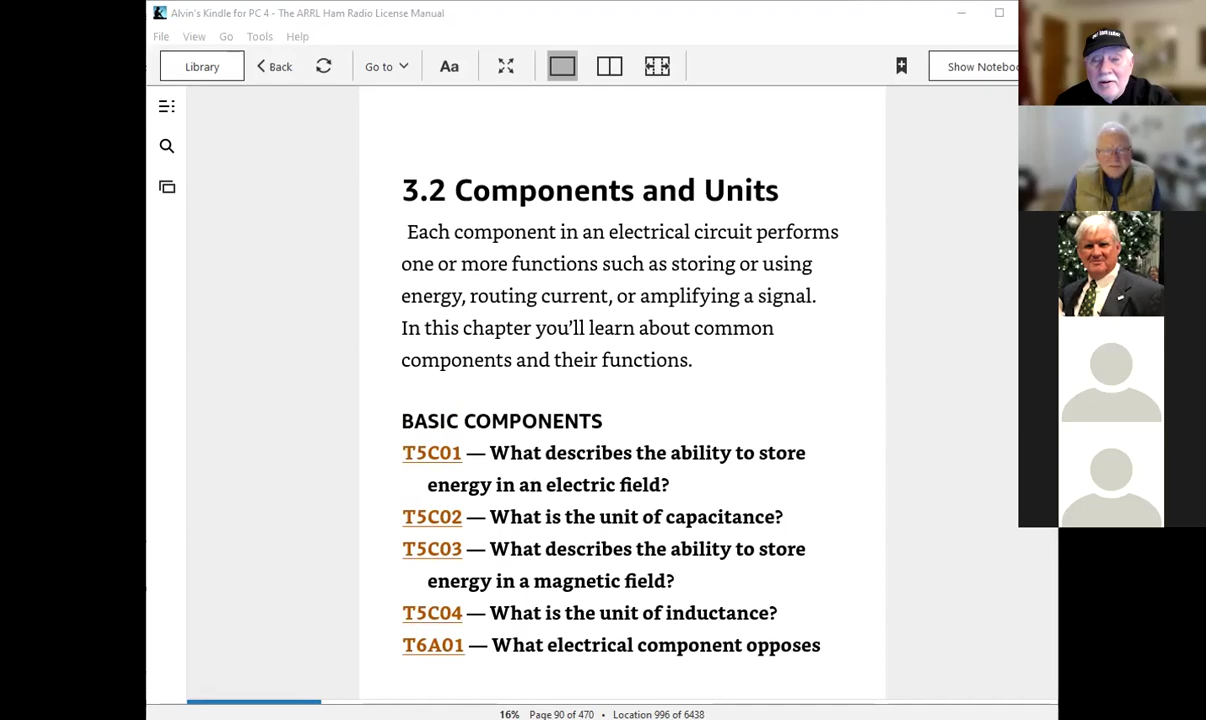 Alvin's Kindle for PC 4 - The ARRL Ham Radio License Manual
File View Go Tools Help
Library Back Go to Aa Show Notebo
3.2 Components and Units
Each component in an electrical circuit performs
one or more functions such as storing or using
energy, routing current, or amplifying a signal.
In this chapter you’ll learn about common
components and their functions.
BASIC COMPONENTS
T5C01 — What describes the ability to store
energy in an electric field?
T5C02 — What is the unit of capacitance?
T5C03 — What describes the ability to store
energy in a magnetic field?
T5C04 — What is the unit of inductance?
T6A01 — What electrical component opposes
16% Page 90 of 470 • Location 996 of 6438